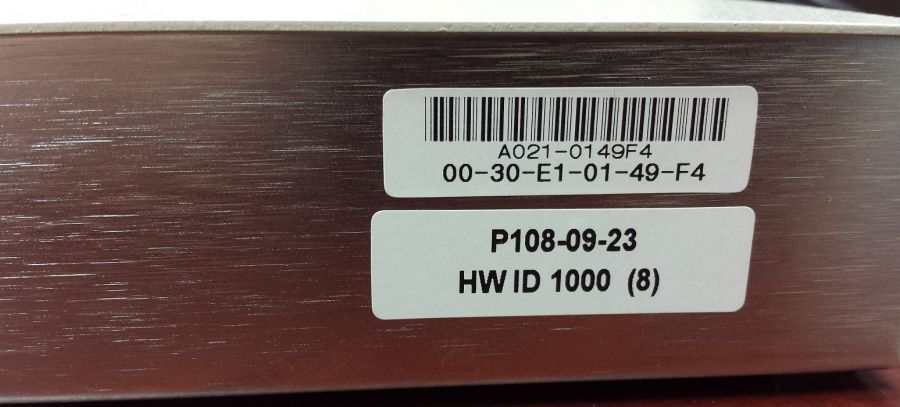 A021-0149F4
00-30-E1-01-49-F4
P108-09-23
HW ID 1000 (8)